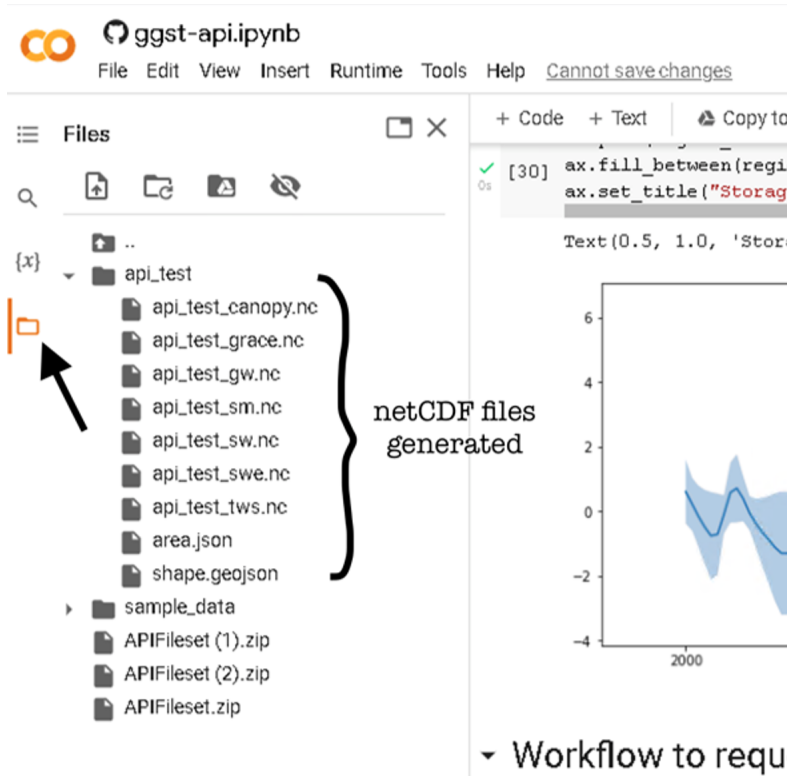 ggst-api.ipynb
File Edit View Insert Runtime Tools Help Cannot save changes
Files
+ Code + Text Copy to
{x}
[30] ax.fill_between(regi
0s ax.set_title("Storag
Text(0.5, 1.0, 'Stora
..
api_test
api_test_canopy.nc
api_test_grace.nc
api_test_gw.nc
api_test_sm.nc
api_test_sw.nc
api_test_swe.nc
api_test_tws.nc
area.json
shape.geojson
sample_data
APIFileset (1).zip
APIFileset (2).zip
APIFileset.zip
netCDF files
generated
6
4
2
0
−2
−4
2000
Workflow to requ